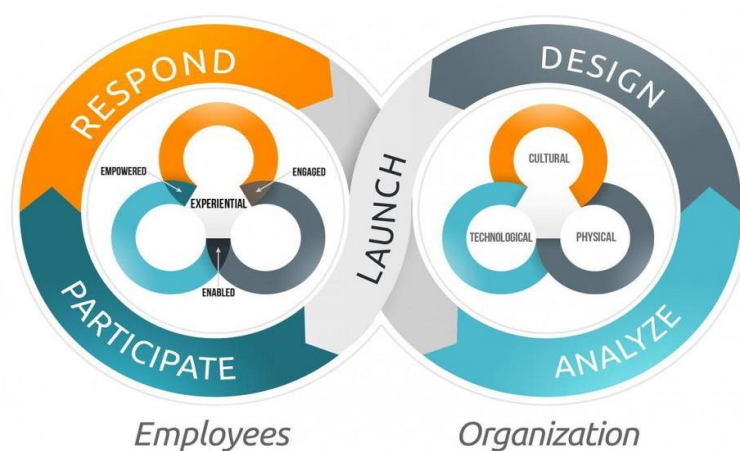 RESPOND
DESIGN
EMPOWERED
ENGAGED
EXPERIENTIAL
ENABLED
LAUNCH
CULTURAL
TECHNOLOGICAL
PHYSICAL
PARTICIPATE
ANALYZE
Employees
Organization